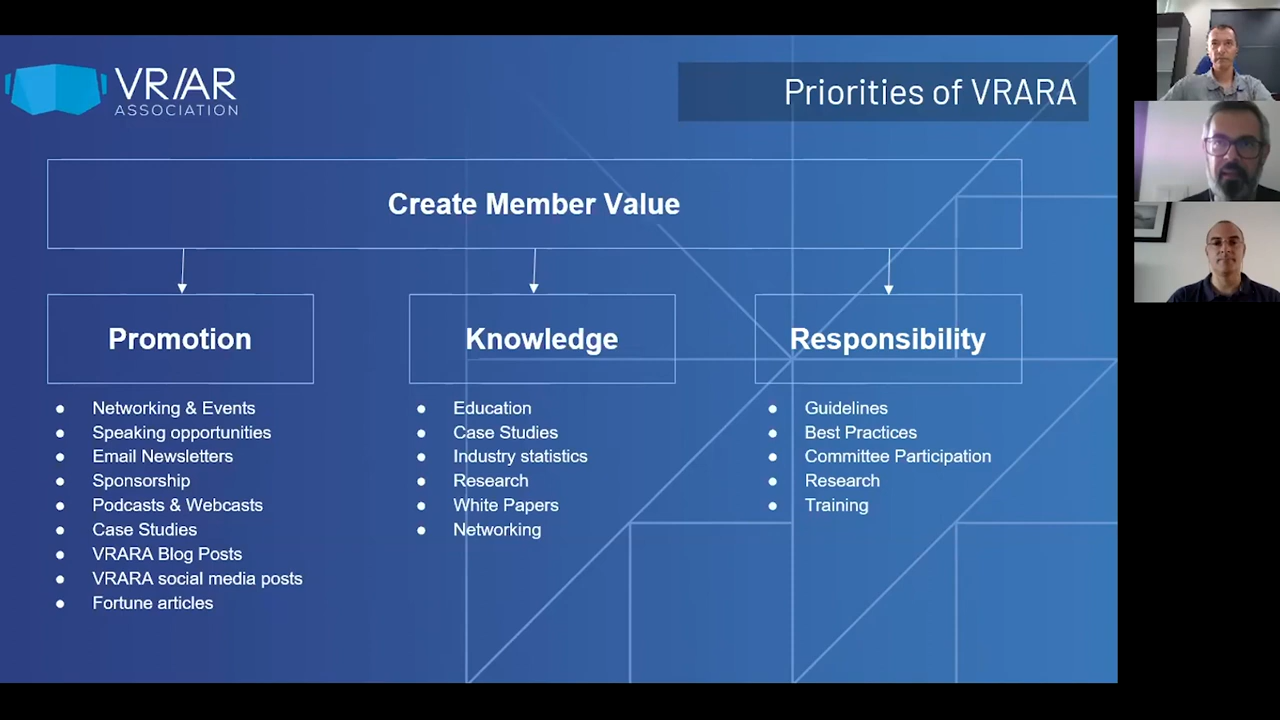 VR/AR
ASSOCIATION
Priorities of VRARA
Create Member Value
Promotion
Networking & Events
Speaking opportunities
Email Newsletters
Sponsorship
Podcasts & Webcasts
Case Studies
VRARA Blog Posts
VRARA social media posts
Fortune articles
Knowledge
Education
Case Studies
Industry statistics
Research
White Papers
Networking
Responsibility
Guidelines
Best Practices
Committee Participation
Research
Training